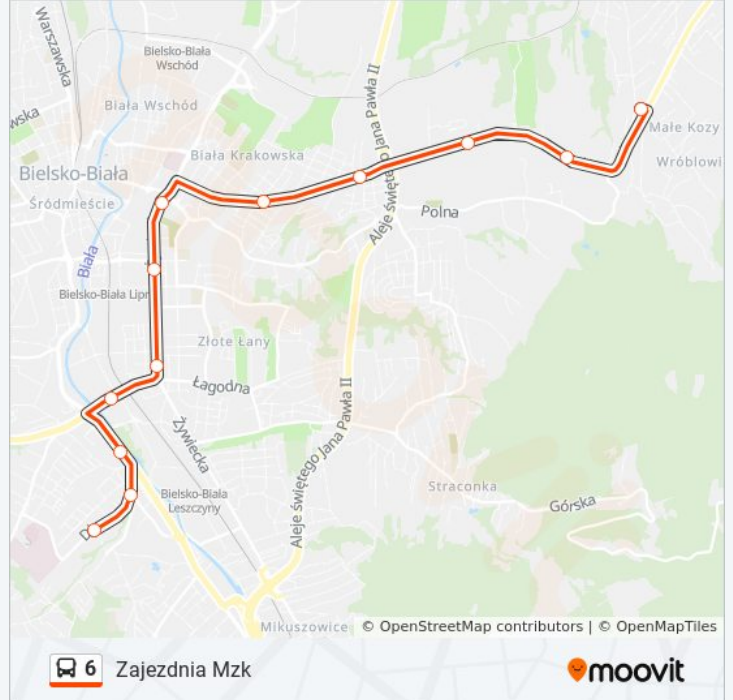 Warszawska
Bielsko-Biała
Wschód
Aleje świętego Jana Pawła II
Biała Wschód
wska
Małe Kozy
Biała Krakowska
Wróblowi
Bielsko-Biała
Śródmieście
Polna
Biała
Bielsko-Biała Lipn
Złote Łany
Łagodna
Żywiecka
Aleje świętego Jana Pawła II
Straconka
Bielsko-Biała
Leszczyny
Górska
Mikuszowice
© OpenStreetMap contributors | © OpenMapTiles
6 Zajezdnia Mzk
moovit